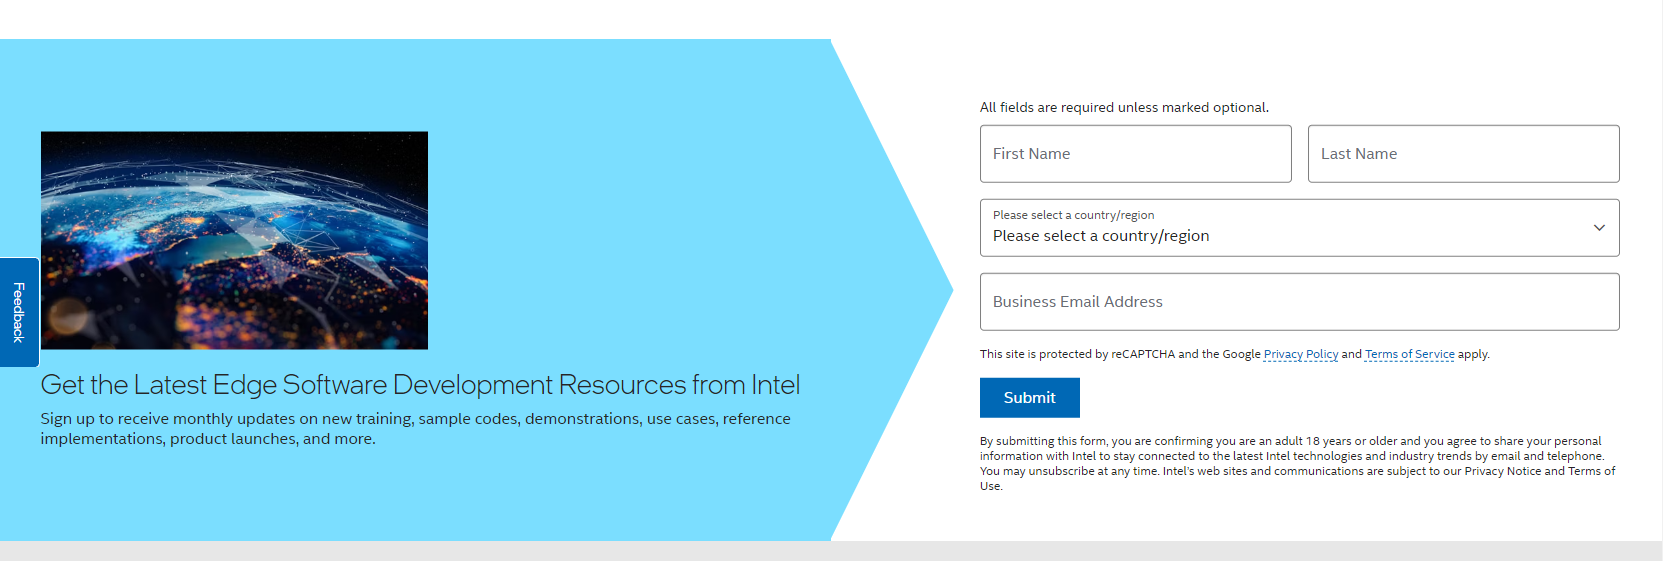 Feedback
Get the Latest Edge Software Development Resources from Intel
Sign up to receive monthly updates on new training, sample codes, demonstrations, use cases, reference
implementations, product launches, and more.
All fields are required unless marked optional.
First Name
Last Name
Please select a country/region
Please select a country/region
Business Email Address
This site is protected by reCAPTCHA and the Google Privacy Policy and Terms of Service apply.
Submit
By submitting this form, you are confirming you are an adult 18 years or older and you agree to share your personal
information with Intel to stay connected to the latest Intel technologies and industry trends by email and telephone.
You may unsubscribe at any time. Intel's web sites and communications are subject to our Privacy Notice and Terms of
Use.